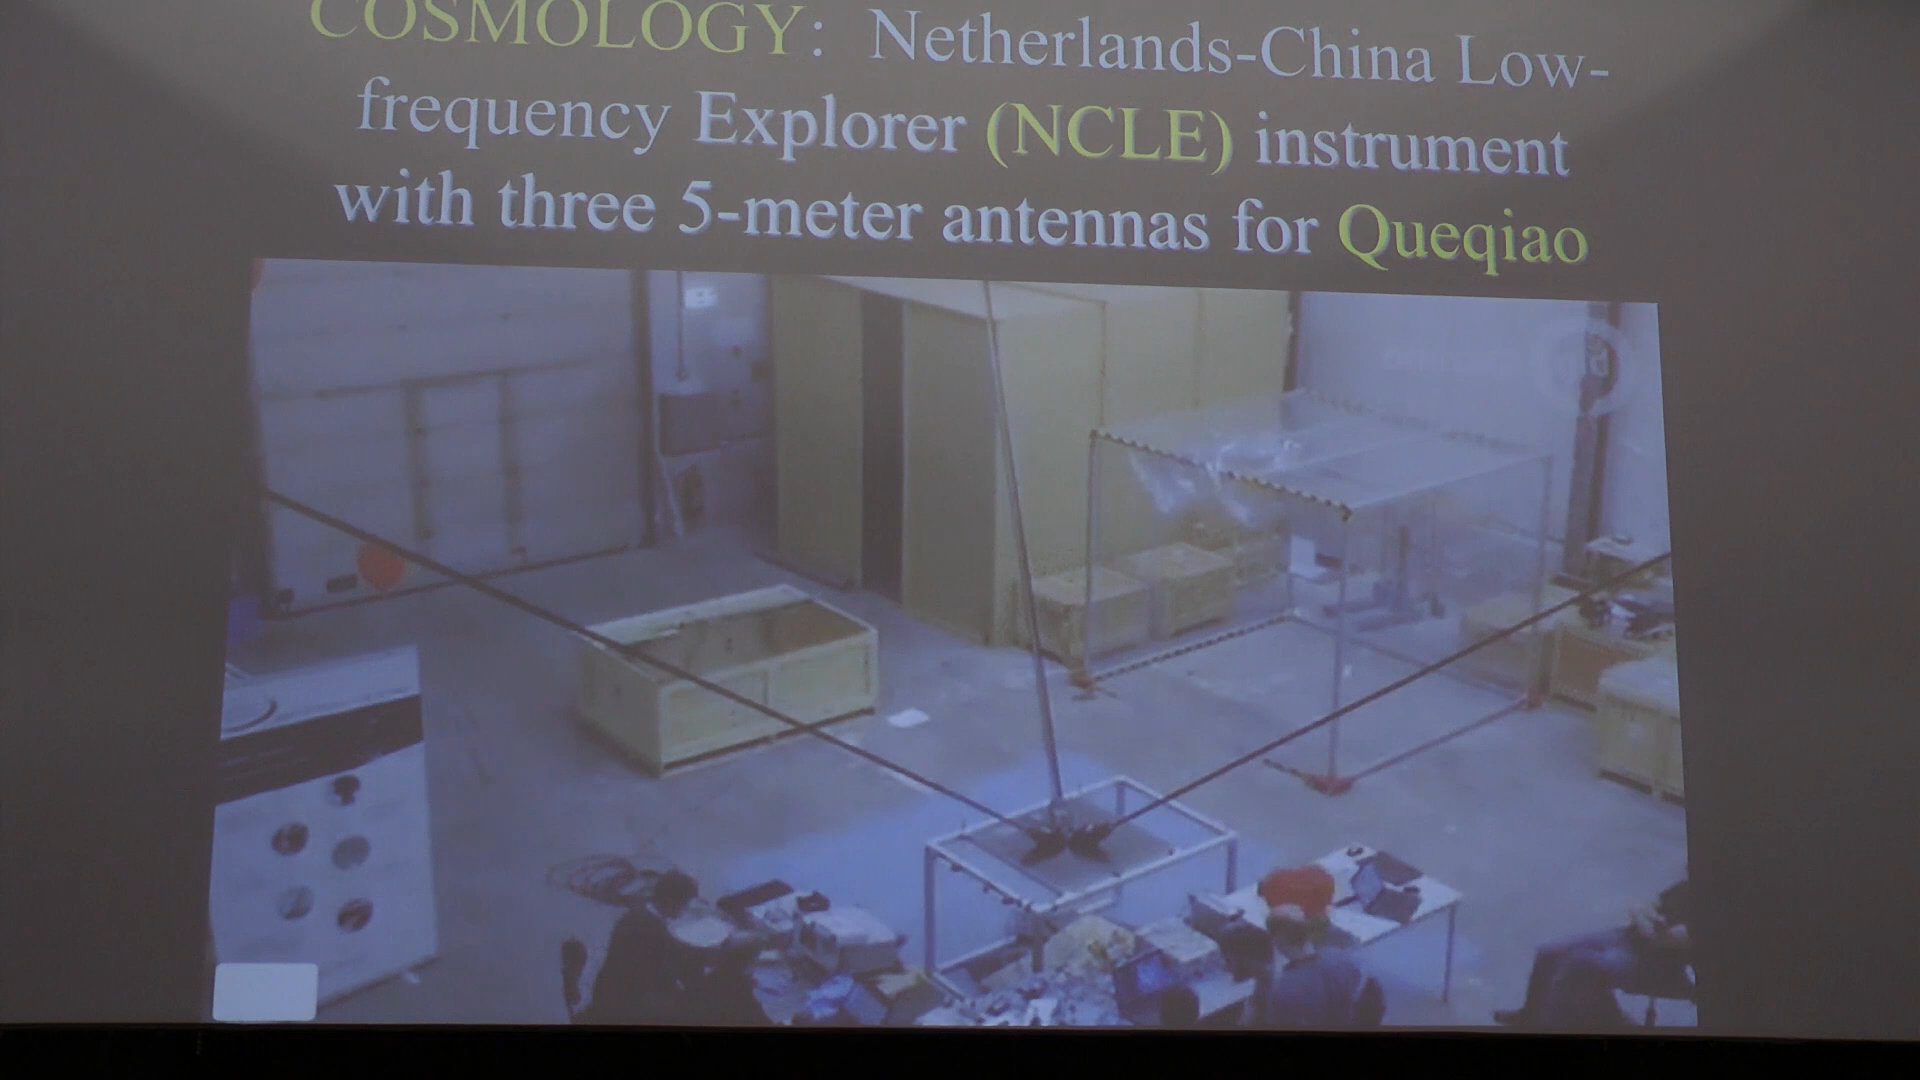 COSMOLOGY: Netherlands-China Low-
frequency Explorer (NCLE) instrument
with three 5-meter antennas for Queqiao